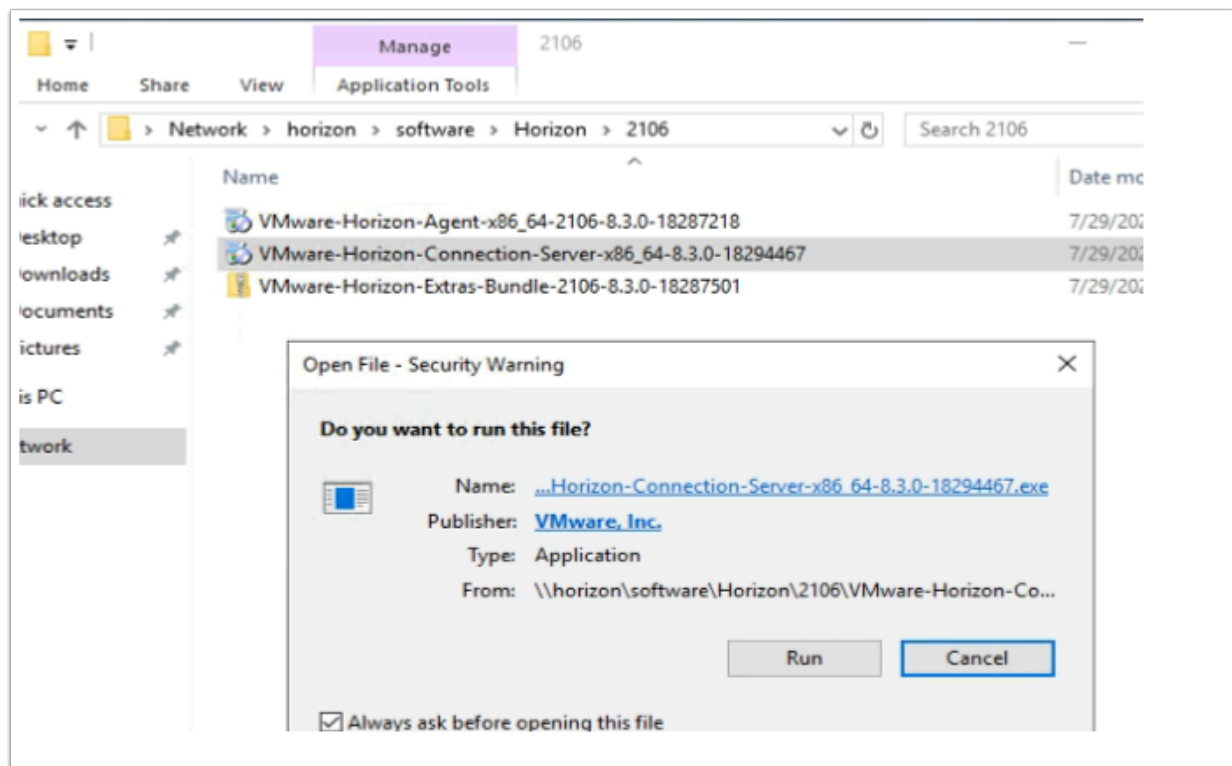 Manage 2106
Home Share View Application Tools
Network > horizon > software > Horizon > 2106 Search 2106
Name Date mo
ick access
esktop
ownloads
ocuments
ictures
is PC
twork
VMware-Horizon-Agent-x86_64-2106-8.3.0-18287218 7/29/202
VMware-Horizon-Connection-Server-x86_64-8.3.0-18294467 7/29/202
VMware-Horizon-Extras-Bundle-2106-8.3.0-18287501 7/29/202
Open File - Security Warning
Do you want to run this file?
Name: ...Horizon-Connection-Server-x86_64-8.3.0-18294467.exe
Publisher: VMware, Inc.
Type: Application
From: \\horizon\software\Horizon\2106\VMware-Horizon-Co...
Run Cancel
Always ask before opening this file